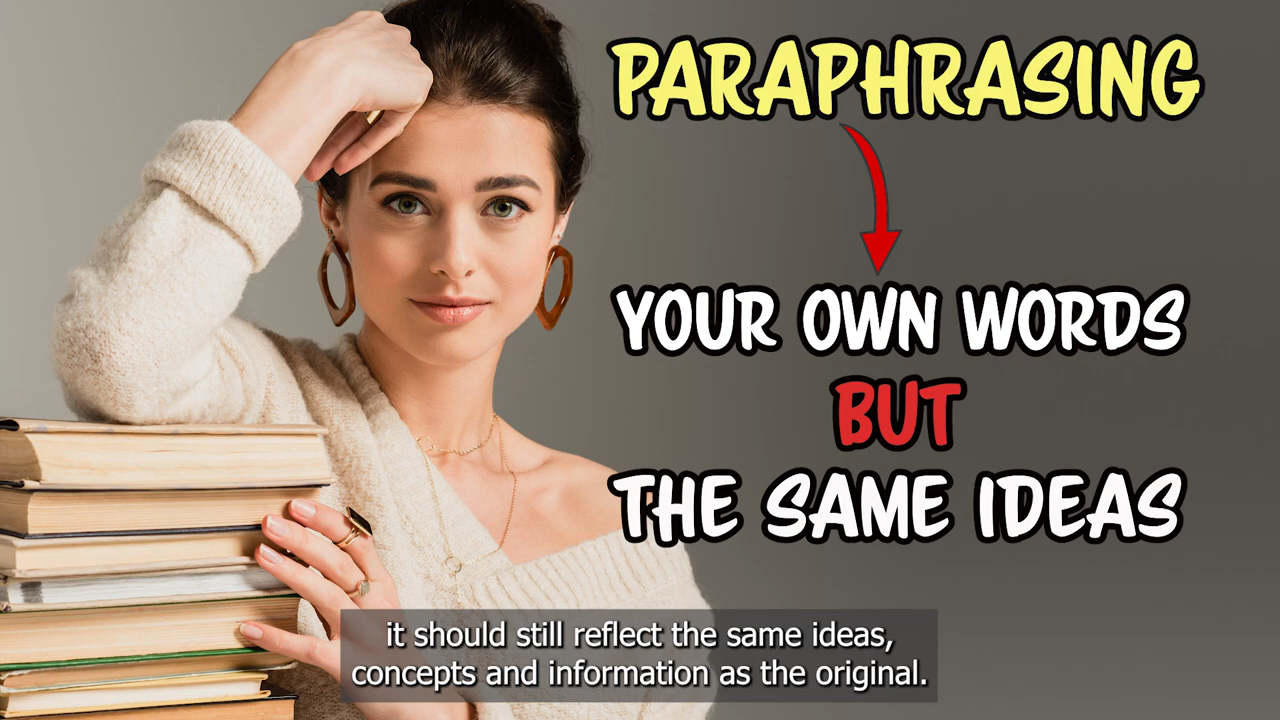 PARAPHRASING
YOUR OWN WORDS
BUT
THE SAME IDEAS
it should still reflect the same ideas,
concepts and information as the original.